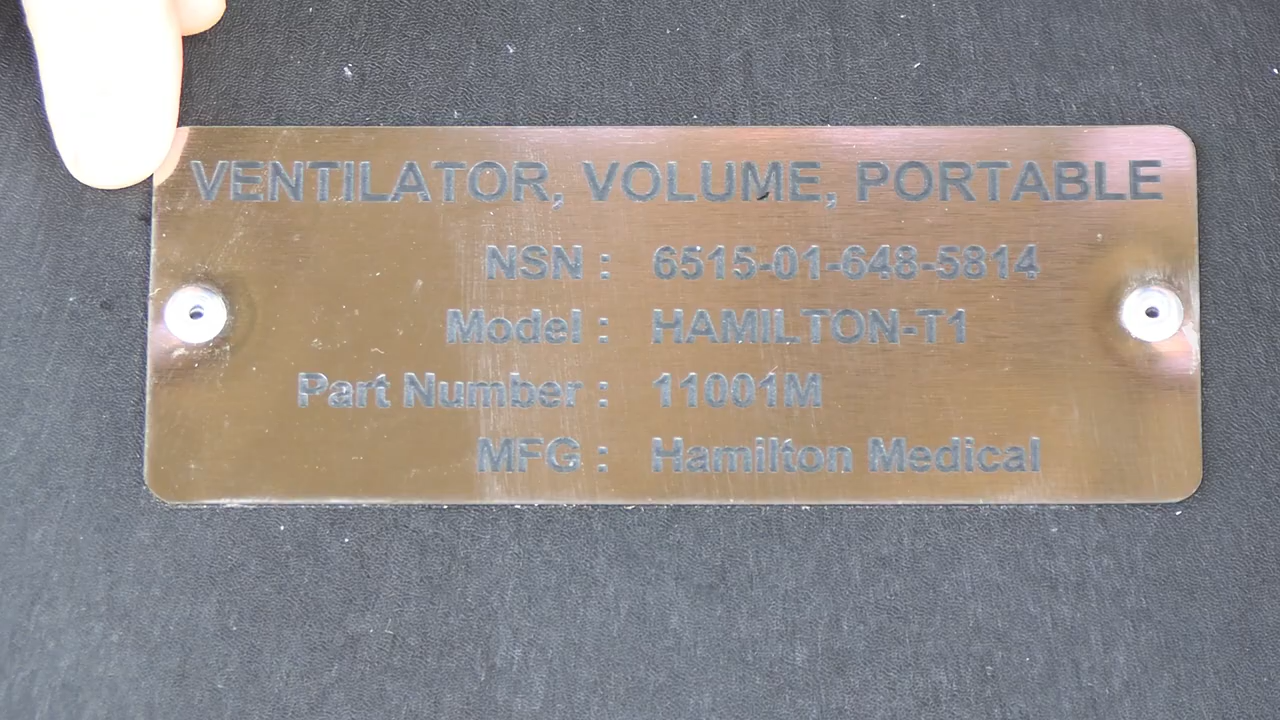 VENTILATOR, VOLUME, PORTABLE
NSN : 6515-01-648-5814
Model : HAMILTON-T1
Part Number : 11001M
MFG : Hamilton Medical